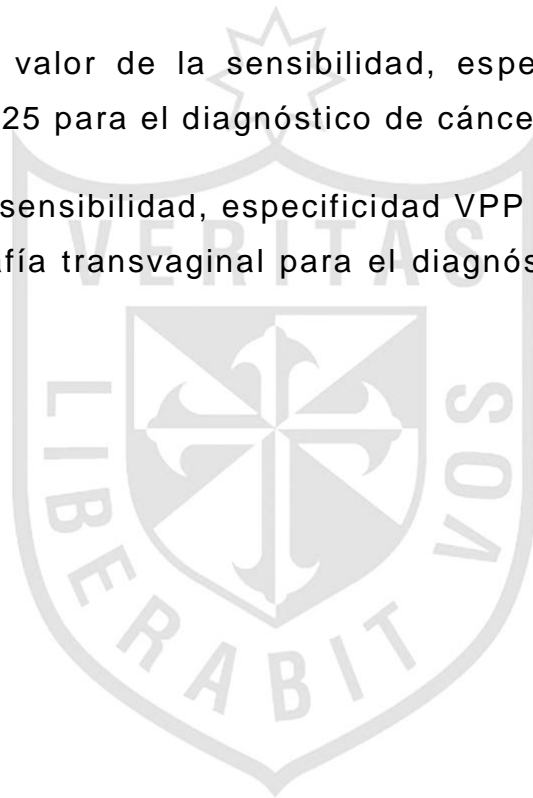 valor de la sensibilidad, espe
25 para el diagnóstico de cánce
sensibilidad, especificidad VPP
afía transvaginal para el diagnós
VERITAS
LIBERABIT
VOS